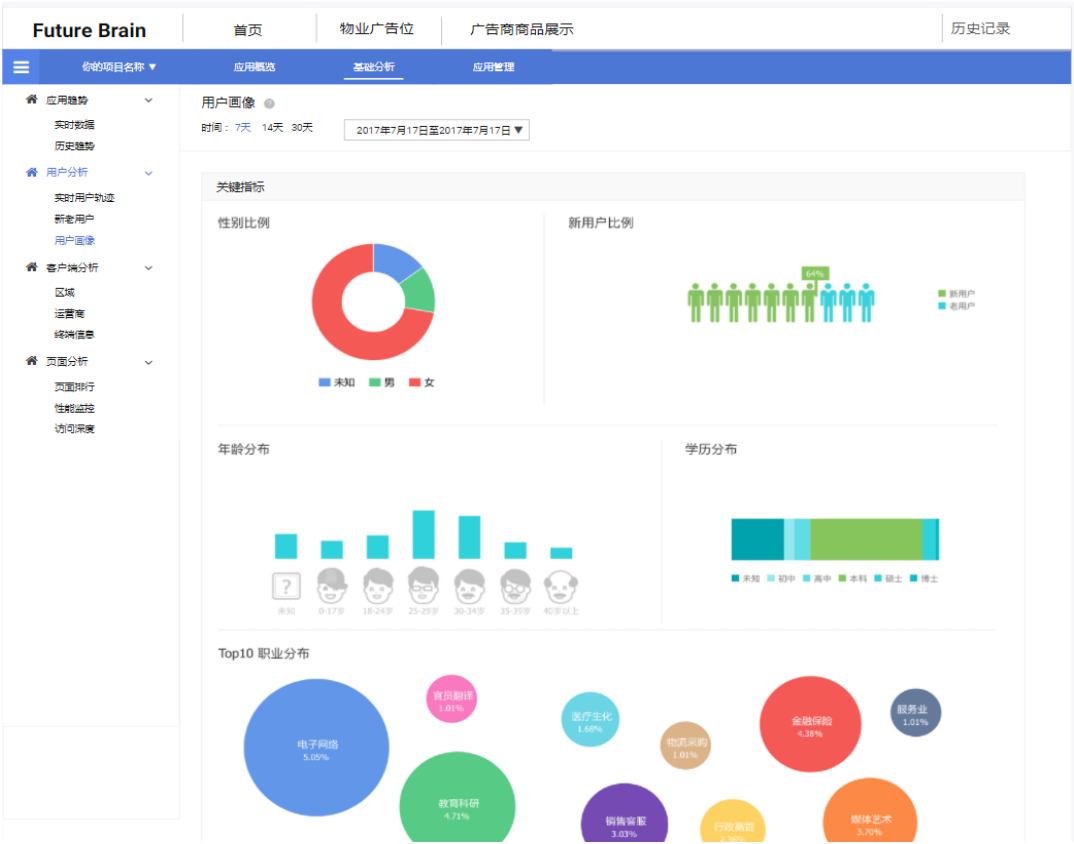 Future Brain
首页
物业广告位
广告商商品展示
历史记录
你的项目名称 ▼
应用概览
基础分析
应用管理
应用趋势
实时数据
历史趋势
用户分析
实时用户轨迹
新老用户
用户画像
客户端分析
区域
运营商
终端信息
页面分析
页面排行
性能监控
访问深度
用户画像 ?
时间: 7天 14天 30天
2017年7月17日至2017年7月17日 ▼
关键指标
性别比例
未知 男 女
新用户比例
64%
新用户
老用户
年龄分布
?
未知 0-17岁 18-24岁 25-29岁 30-34岁 35-39岁 40岁以上
学历分布
未知 初中 高中 本科 硕士 博士
Top10 职业分布
电子网络
5.05%
官员翻译
1.01%
教育科研
4.71%
医疗生化
1.68%
物流采购
1.01%
金融保险
4.38%
服务业
1.01%
销售客服
3.03%
行政高管
媒体艺术
3.70%